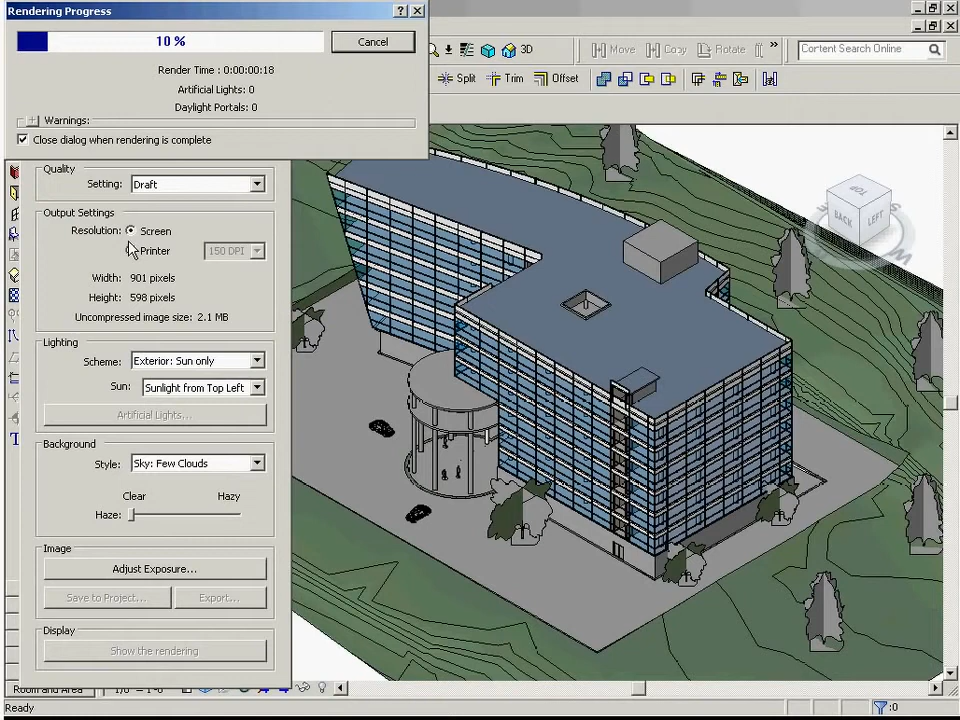 Rendering Progress
10 %
Cancel
Render Time : 0:00:00:18
Artificial Lights: 0
Daylight Portals: 0
Warnings:
Close dialog when rendering is complete
3D
Move
Copy
Rotate
Content Search Online
Split
Trim
Offset
Quality
Setting: Draft
Output Settings
Resolution: Screen
Printer
150 DPI
Width: 901 pixels
Height: 598 pixels
Uncompressed image size: 2.1 MB
Lighting
Scheme: Exterior: Sun only
Sun: Sunlight from Top Left
Artificial Lights...
Background
Style: Sky: Few Clouds
Clear Hazy
Haze:
Image
Adjust Exposure...
Save to Project... Export...
Display
Show the rendering
TOP
BACK
LEFT
Room and Area
Ready
:0